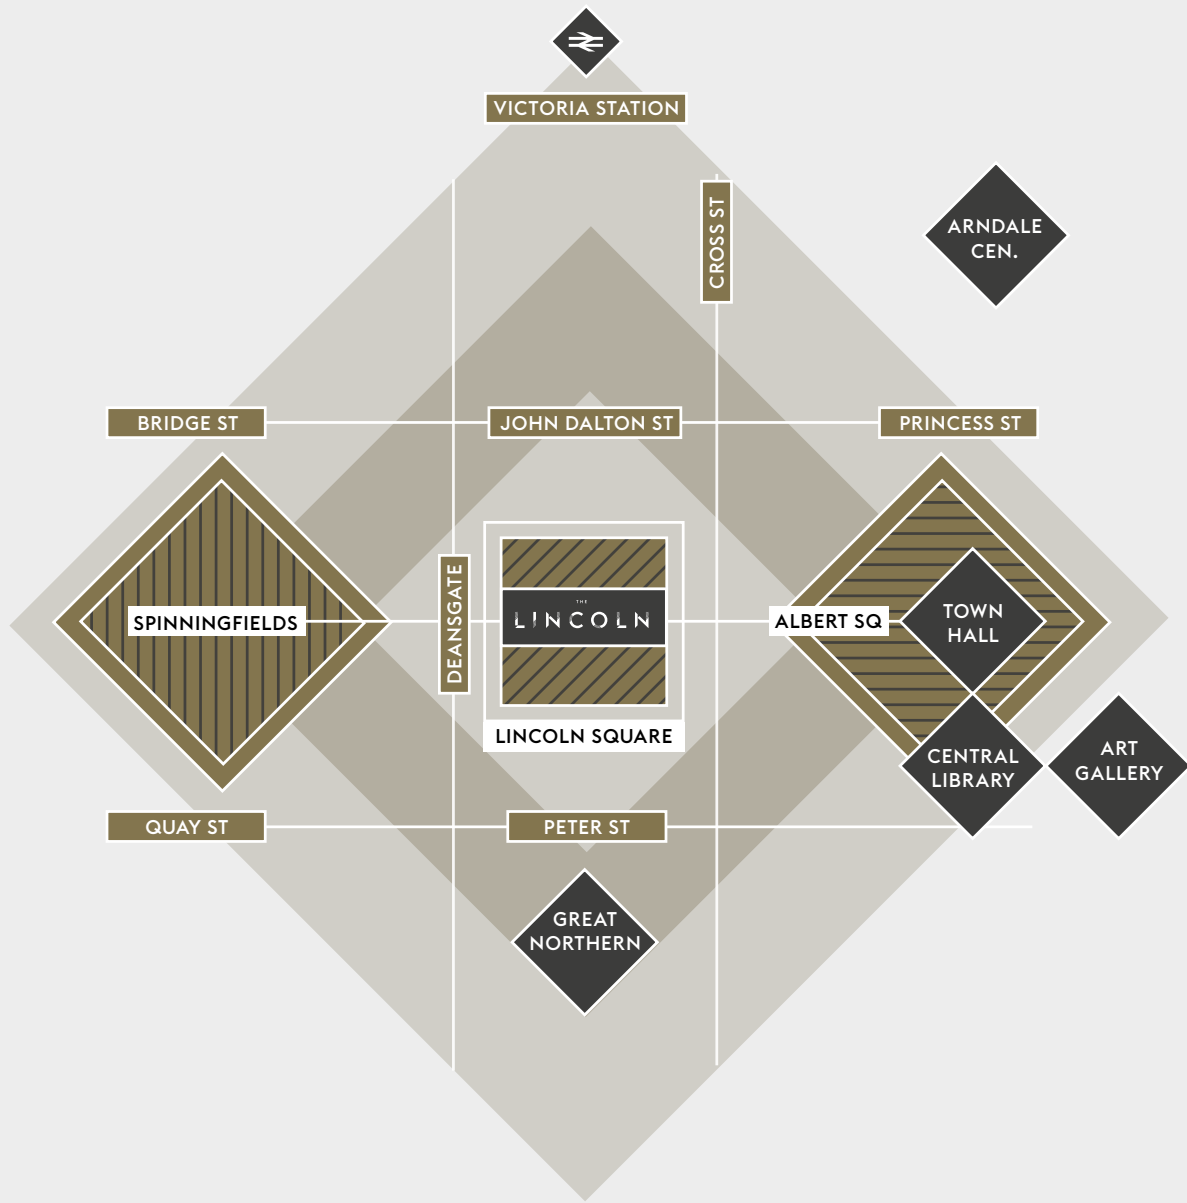 VICTORIA STATION
CROSS ST
ARNDALE
CEN.
BRIDGE ST
JOHN DALTON ST
PRINCESS ST
SPINNINGFIELDS
DEANSGATE
THE
LINCOLN
LINCOLN SQUARE
ALBERT SQ
TOWN
HALL
CENTRAL
LIBRARY
ART
GALLERY
QUAY ST
PETER ST
GREAT
NORTHERN